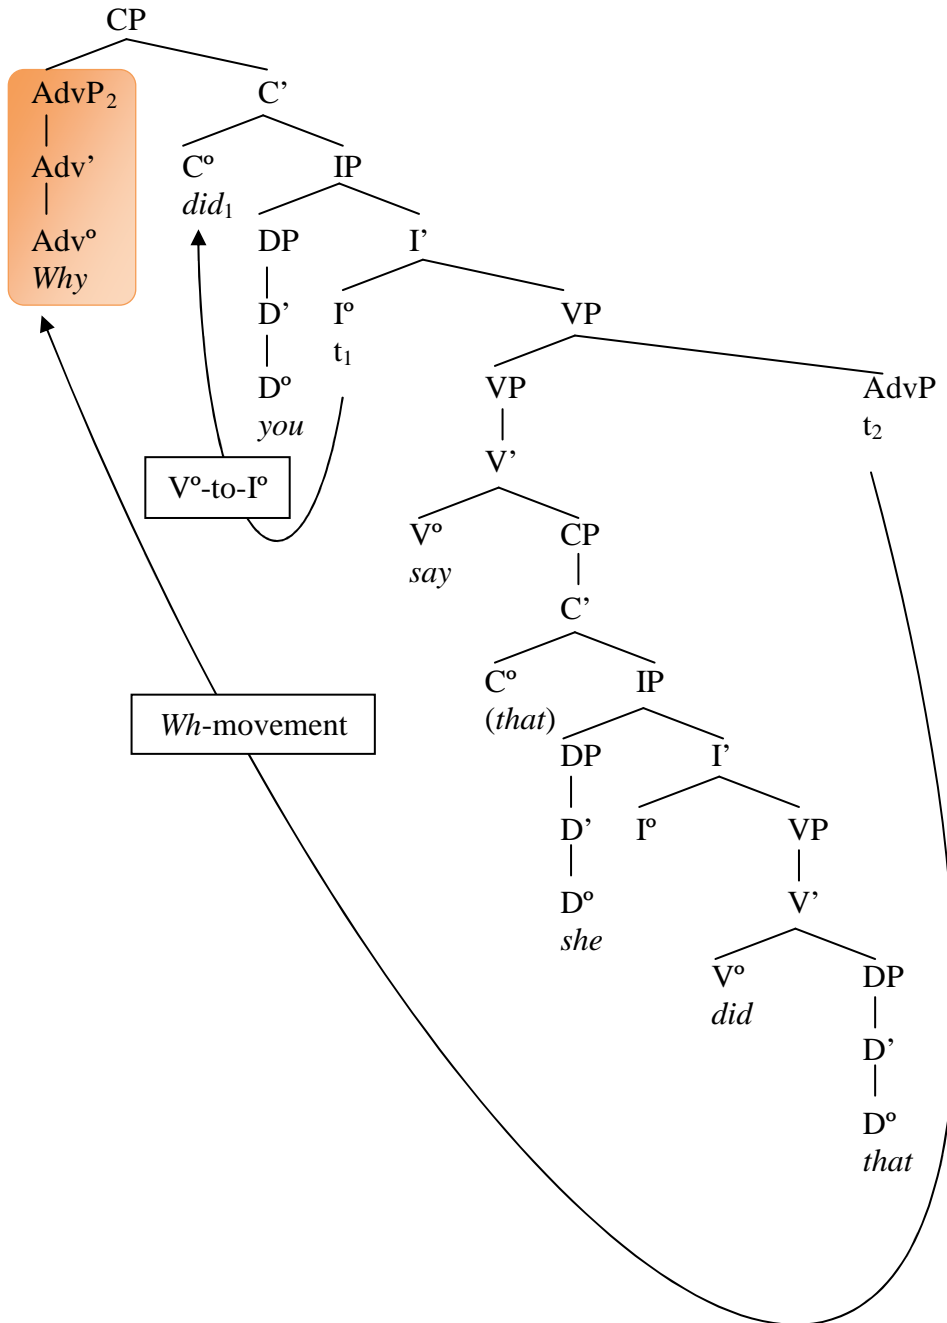 CP
AdvP₂ C’
Adv’ Cº IP
did₁
Advº DP I’
Why
D’ Iº VP
t₁
Dº VP AdvP
you t₂
V’
Vº-to-Iº
Vº CP
say
C’
Cº IP
(that)
Wh-movement
DP I’
D’ Iº VP
Dº V’
she
Vº DP
did
D’
Dº
that